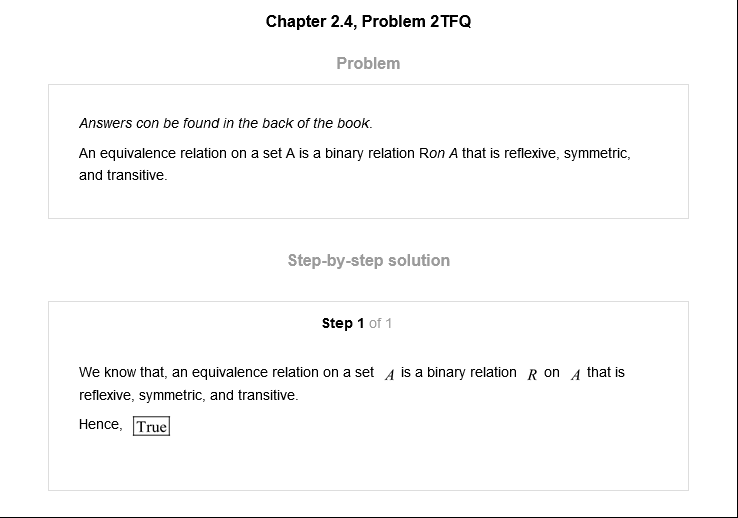 Chapter 2.4, Problem 2TFQ
Problem
Answers con be found in the back of the book.
An equivalence relation on a set A is a binary relation Ron A that is reflexive, symmetric,
and transitive.
Step-by-step solution
Step 1 of 1
We know that, an equivalence relation on a set A is a binary relation R on A that is
reflexive, symmetric, and transitive.
Hence, True